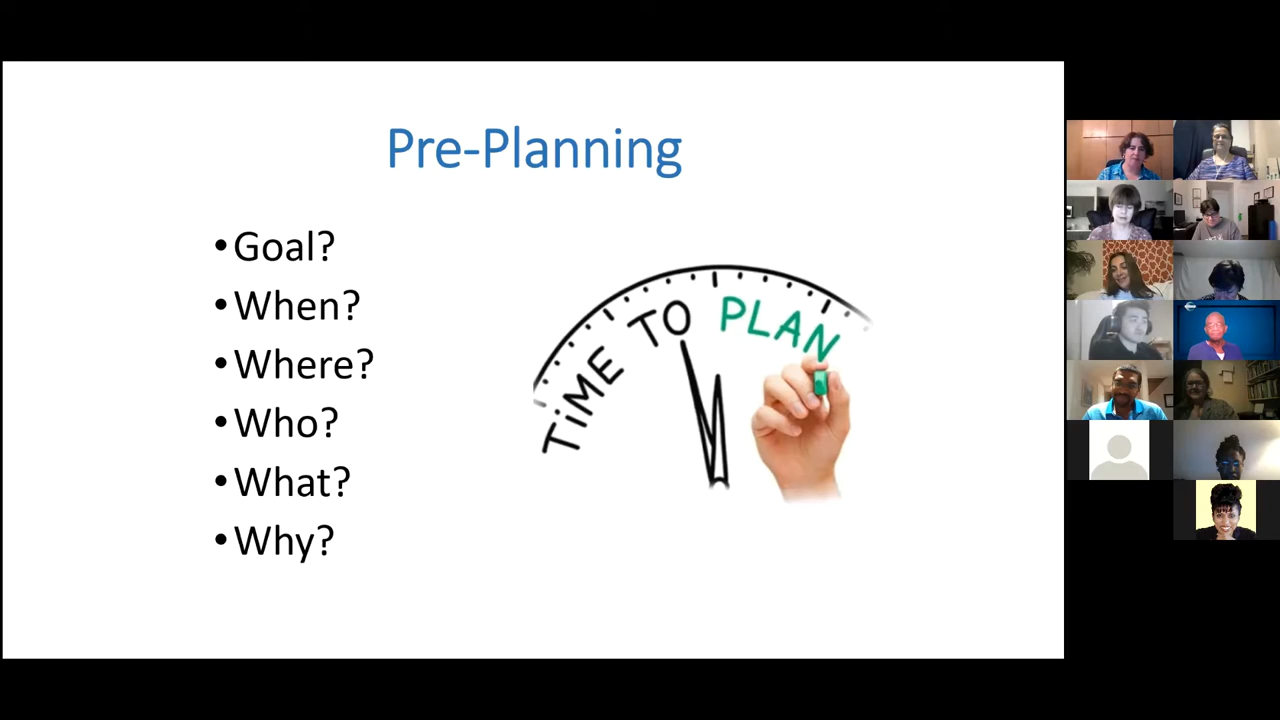 Pre-Planning
•Goal?
•When?
•Where?
•Who?
•What?
•Why?
TiME TO PLAN